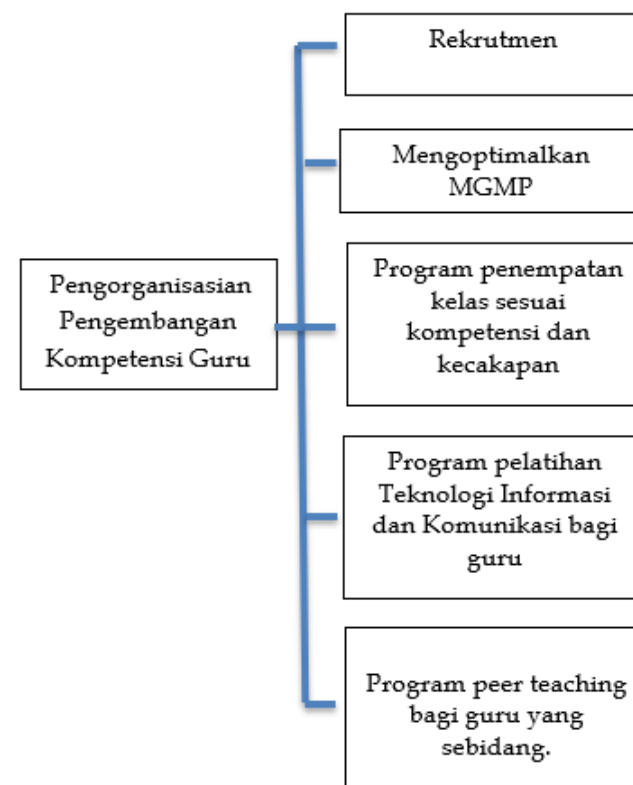 Pengorganisasian
Pengembangan
Kompetensi Guru
Rekrutmen
Mengoptimalkan
MGMP
Program penempatan
kelas sesuai
kompetensi dan
kecakapan
Program pelatihan
Teknologi Informasi
dan Komunikasi bagi
guru
Program peer teaching
bagi guru yang
sebidang.